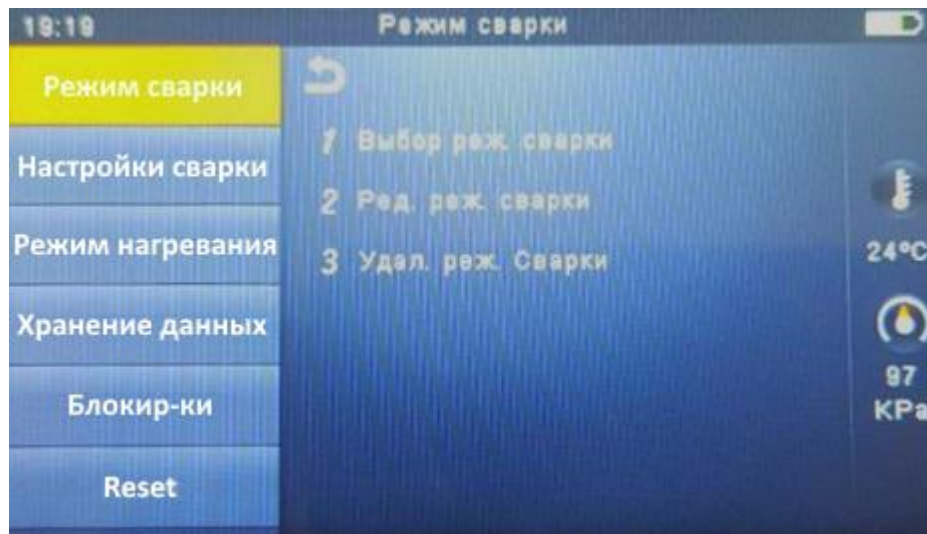 19:19 Режим сварки
Режим сварки
Настройки сварки
Режим нагревания
Хранение данных
Блокир-ки
Reset
1 Выбор реж. сварки
2 Ред. реж. сварки
3 Удал. реж. Сварки
24°C
97
KPa